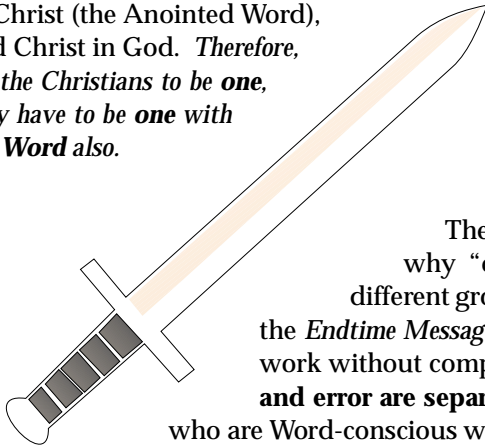 Christ (the Anointed Word),
d Christ in God. Therefore,
the Christians to be one,
y have to be one with
Word also.
The
why “
different gro
the Endtime Messag
work without comp
and error are separ
who are Word-conscious w